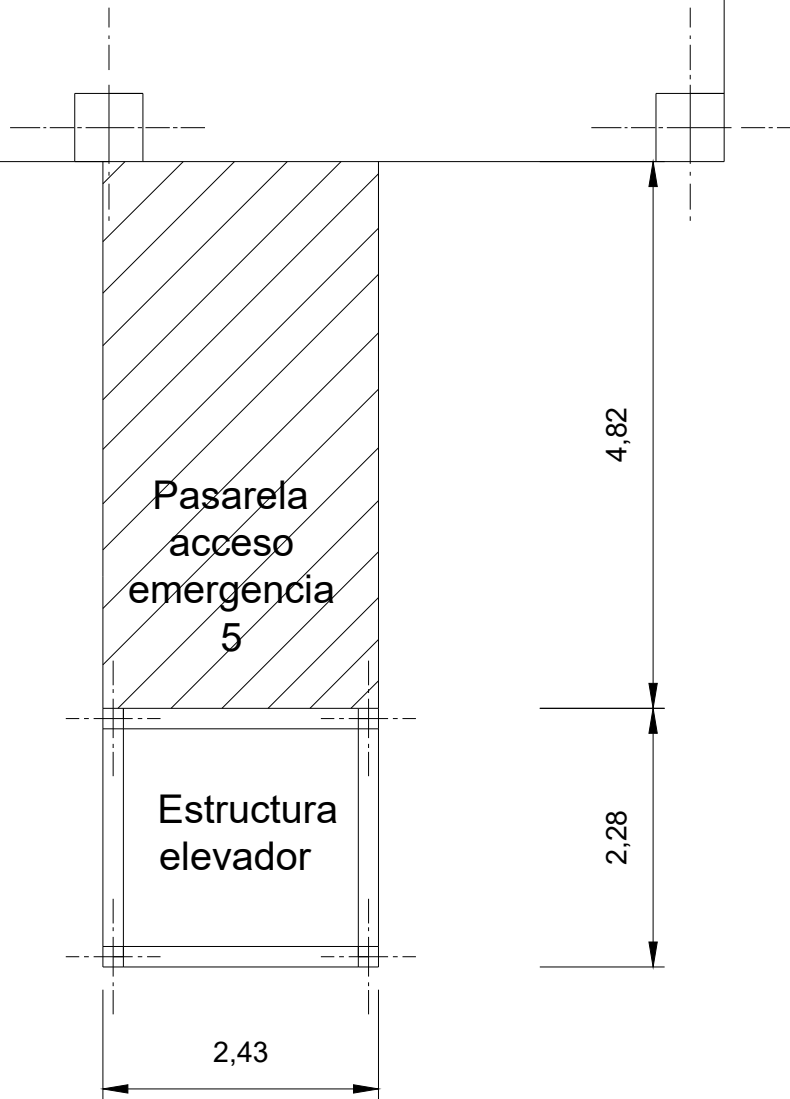 4,82
Pasarela
acceso
emergencia
5
Estructura
elevador
2,28
2,43